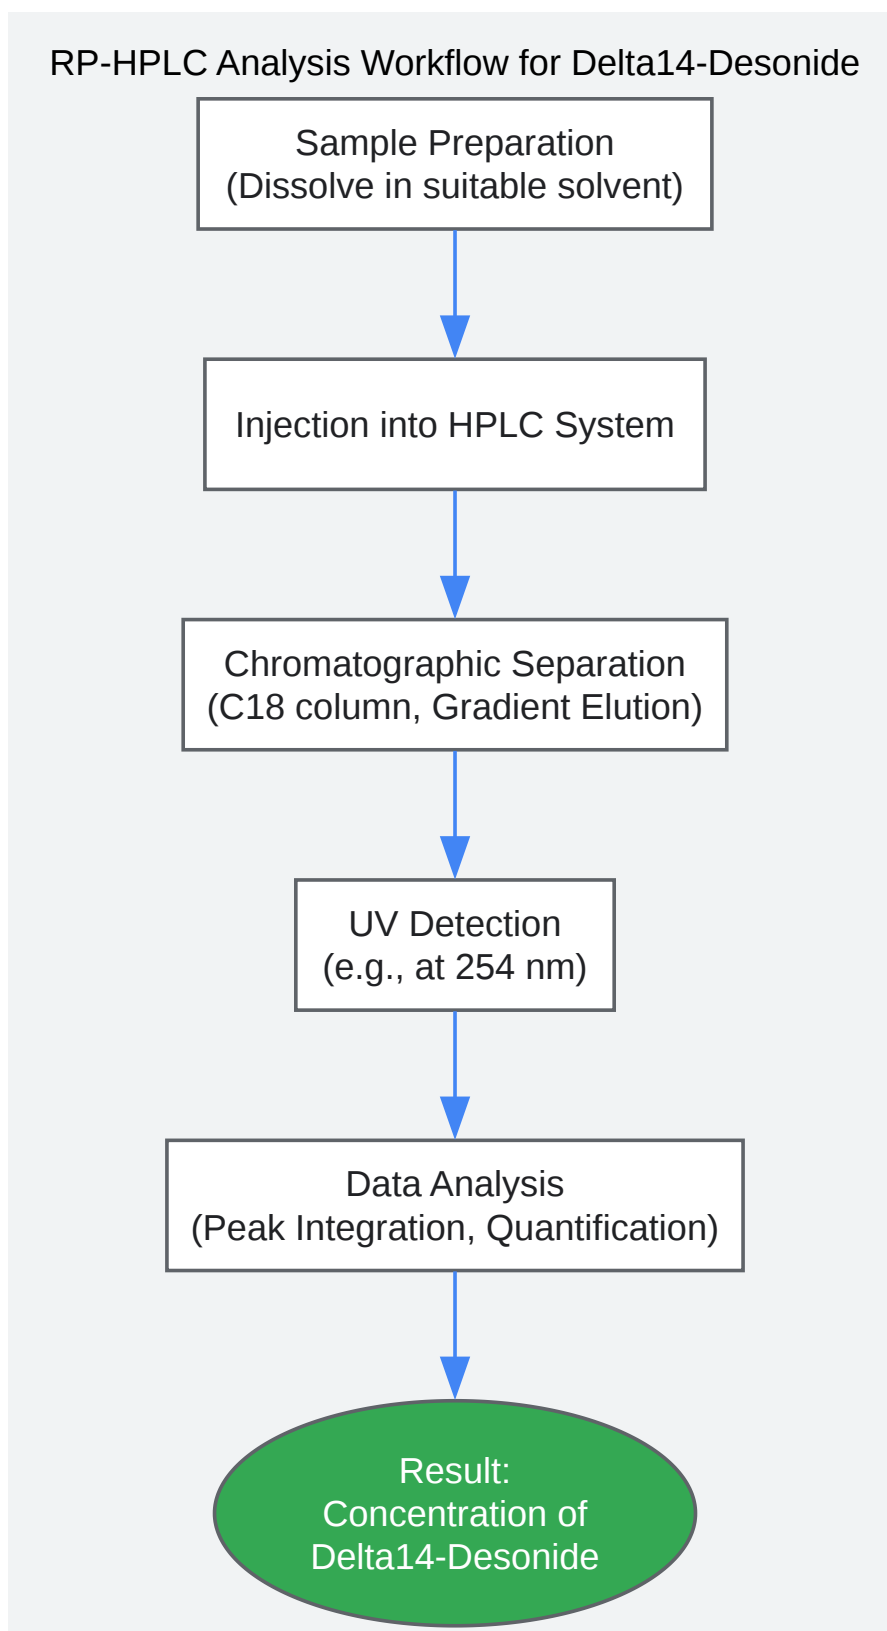 RP-HPLC Analysis Workflow for Delta14-Desonide
Sample Preparation
(Dissolve in suitable solvent)
Injection into HPLC System
Chromatographic Separation
(C18 column, Gradient Elution)
UV Detection
(e.g., at 254 nm)
Data Analysis
(Peak Integration, Quantification)
Result:
Concentration of
Delta14-Desonide